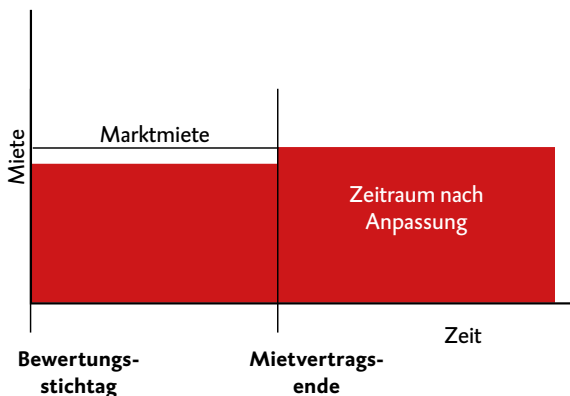 Miete
Marktmiete
Zeitraum nach
Anpassung
Zeit
Bewertungs-
stichtag
Mietvertrags-
ende